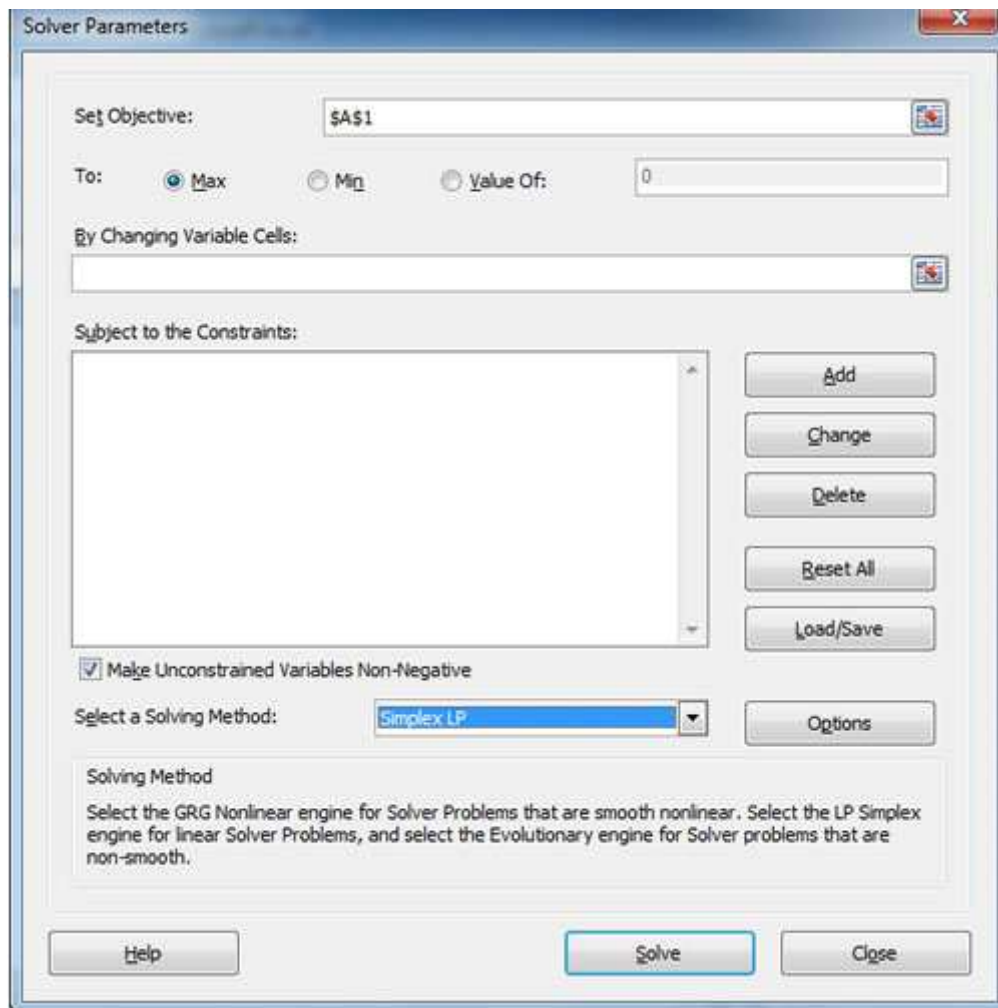 Solver Parameters
Set Objective:
$A$1
To:
Max
Min
Value Of:
0
By Changing Variable Cells:
Subject to the Constraints:
Add
Change
Delete
Reset All
Load/Save
Make Unconstrained Variables Non-Negative
Select a Solving Method:
Simplex LP
Options
Solving Method
Select the GRG Nonlinear engine for Solver Problems that are smooth nonlinear. Select the LP Simplex
engine for linear Solver Problems, and select the Evolutionary engine for Solver problems that are
non-smooth.
Help
Solve
Close